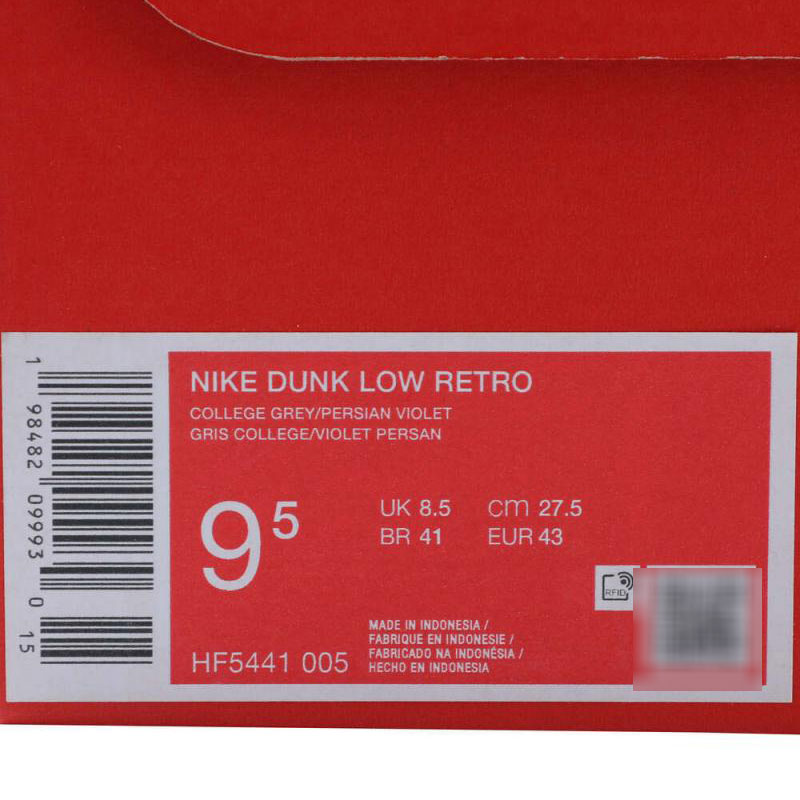 NIKE DUNK LOW RETRO
COLLEGE GREY/PERSIAN VIOLET
GRIS COLLEGE/VIOLET PERSAN
9 5
UK 8.5 cm 27.5
BR 41 EUR 43
RFID
MADE IN INDONESIA /
FABRIQUE EN INDONESIE /
FABRICADO NA INDONÉSIA /
HECHO EN INDONESIA
HF5441 005
1 98482 09993 0 15